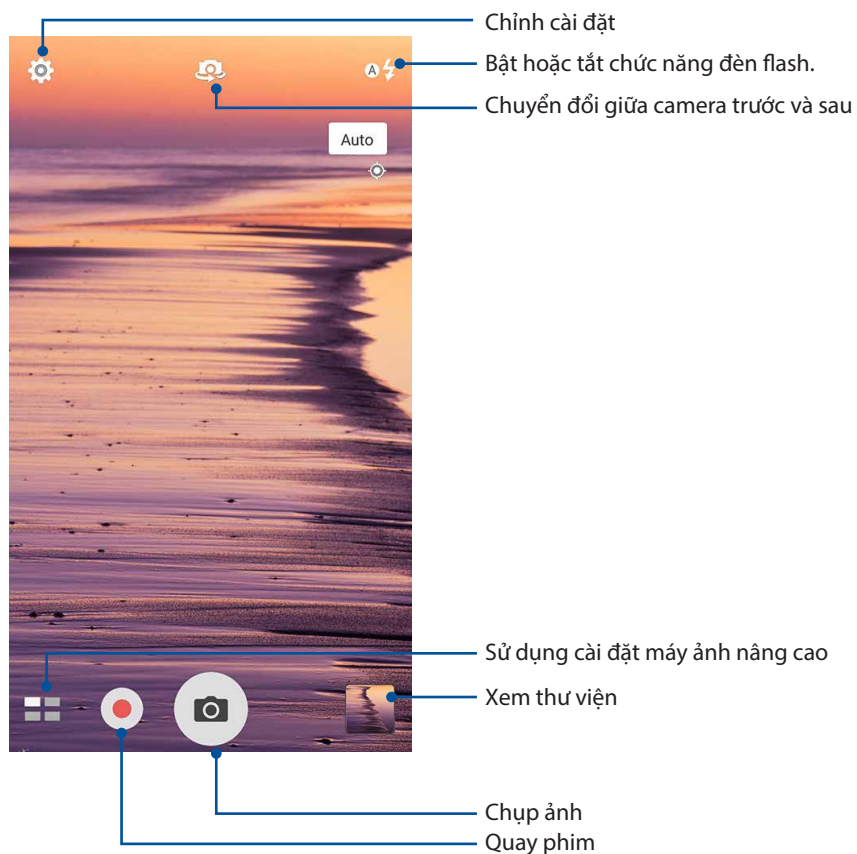 Chỉnh cài đặt
Bật hoặc tắt chức năng đèn flash.
A
Chuyển đổi giữa camera trước và sau
Auto
Sử dụng cài đặt máy ảnh nâng cao
Xem thư viện
Chụp ảnh
Quay phim